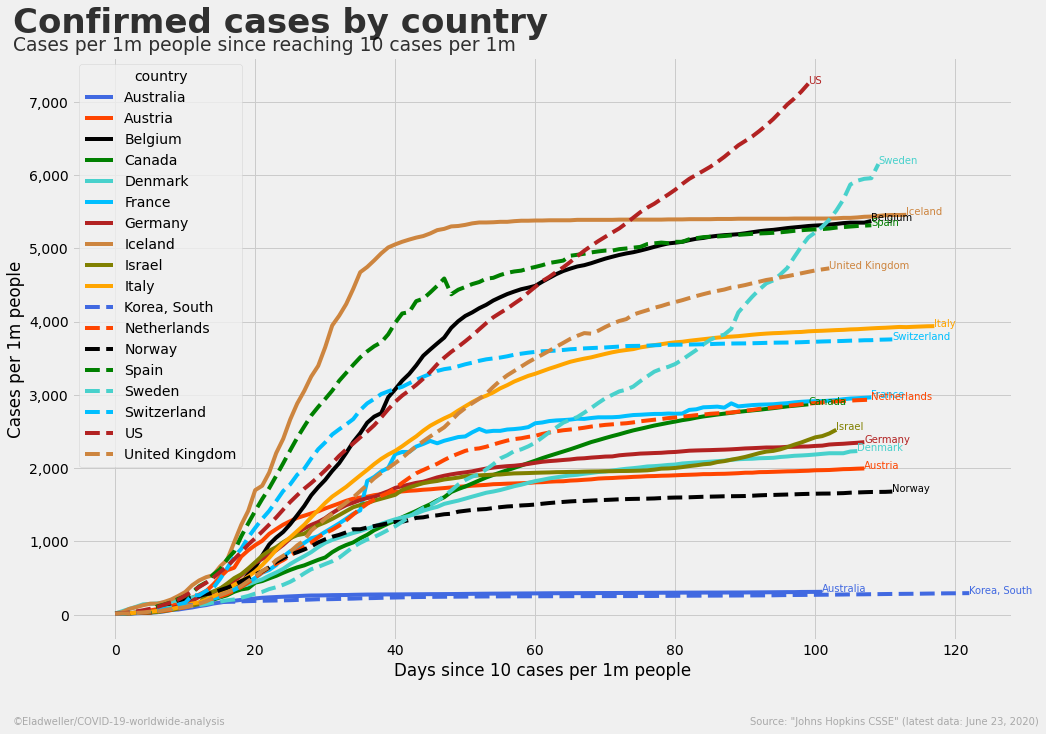 Confirmed cases by country
Cases per 1m people since reaching 10 cases per 1m
country
Australia
Austria
Belgium
Canada
Denmark
France
Germany
Iceland
Israel
Italy
Korea, South
Netherlands
Norway
Spain
Sweden
Switzerland
US
United Kingdom
Cases per 1m people
7,000
6,000
5,000
4,000
3,000
2,000
1,000
0
US
Sweden
Iceland
Belgium
Spain
United Kingdom
Italy
Switzerland
France
Netherlands
Canada
Israel
Germany
Denmark
Austria
Norway
Australia
Korea, South
0 20 40 60 80 100 120
Days since 10 cases per 1m people
©Eladweller/COVID-19-worldwide-analysis
Source: "Johns Hopkins CSSE" (latest data: June 23, 2020)